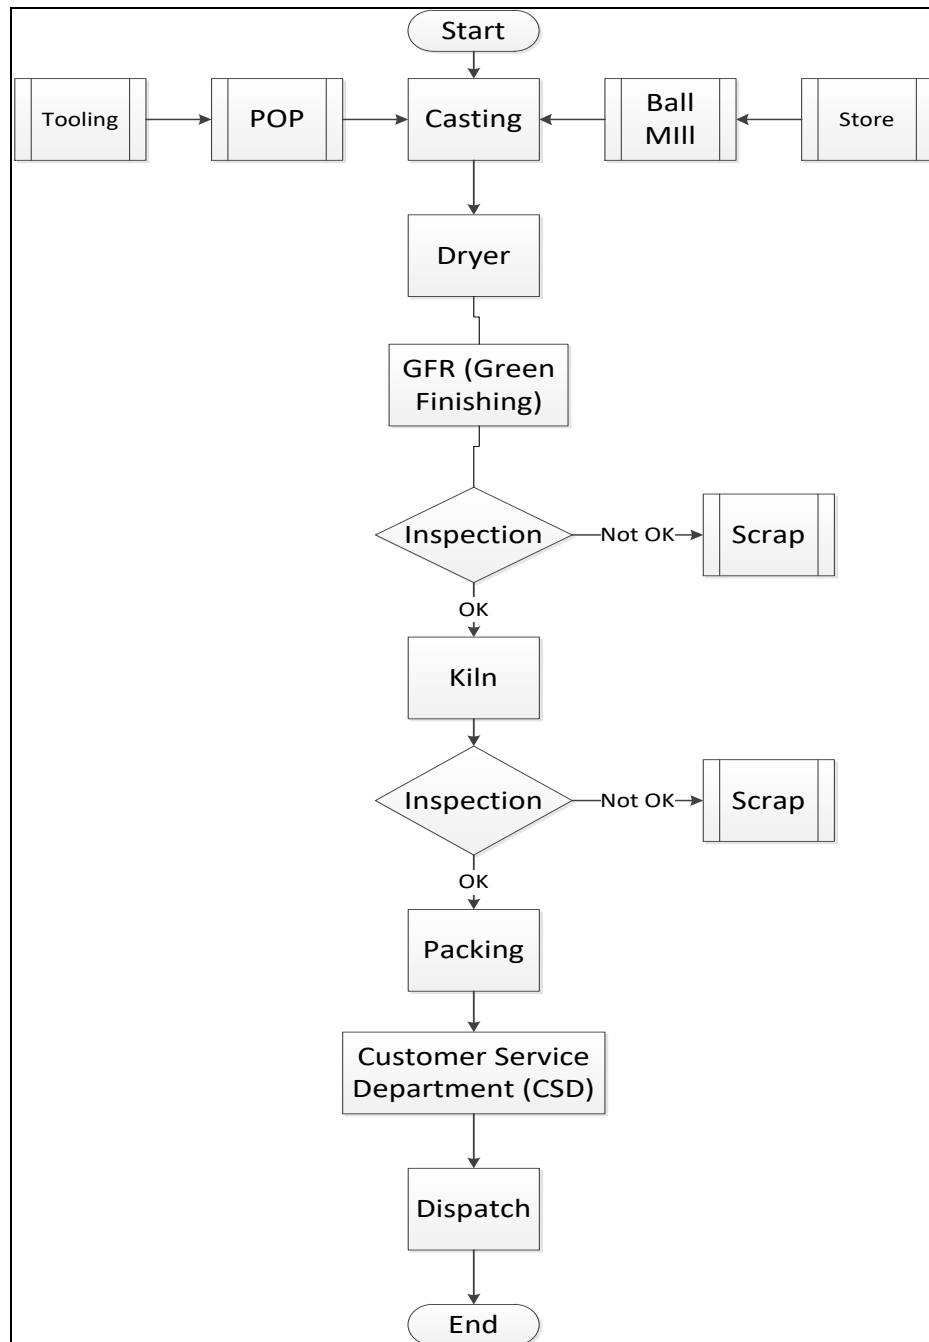 Start
Tooling
POP
Casting
Ball
MIll
Store
Dryer
GFR (Green
Finishing)
Inspection
Not OK
Scrap
OK
Kiln
Inspection
Not OK
Scrap
OK
Packing
Customer Service
Department (CSD)
Dispatch
End